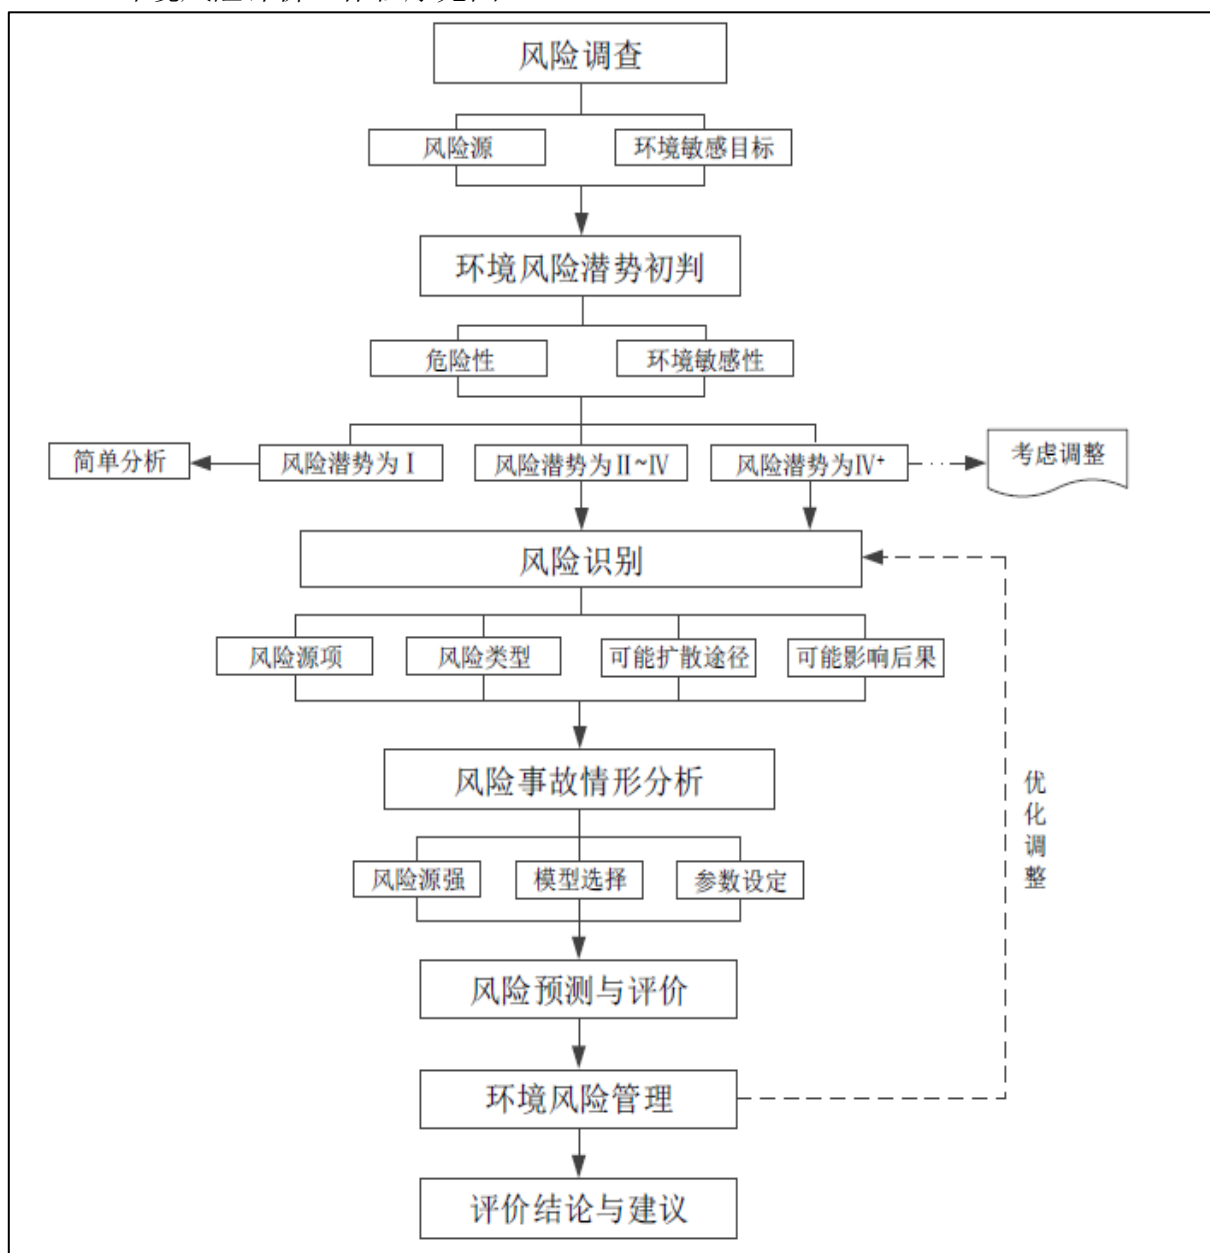 风险调查
风险源
环境敏感目标
环境风险潜势初判
危险性
环境敏感性
简单分析
风险潜势为Ⅰ
风险潜势为Ⅱ~Ⅳ
风险潜势为Ⅳ⁺
考虑调整
风险识别
风险源项
风险类型
可能扩散途径
可能影响后果
风险事故情形分析
优化调整
风险源强
模型选择
参数设定
风险预测与评价
环境风险管理
评价结论与建议